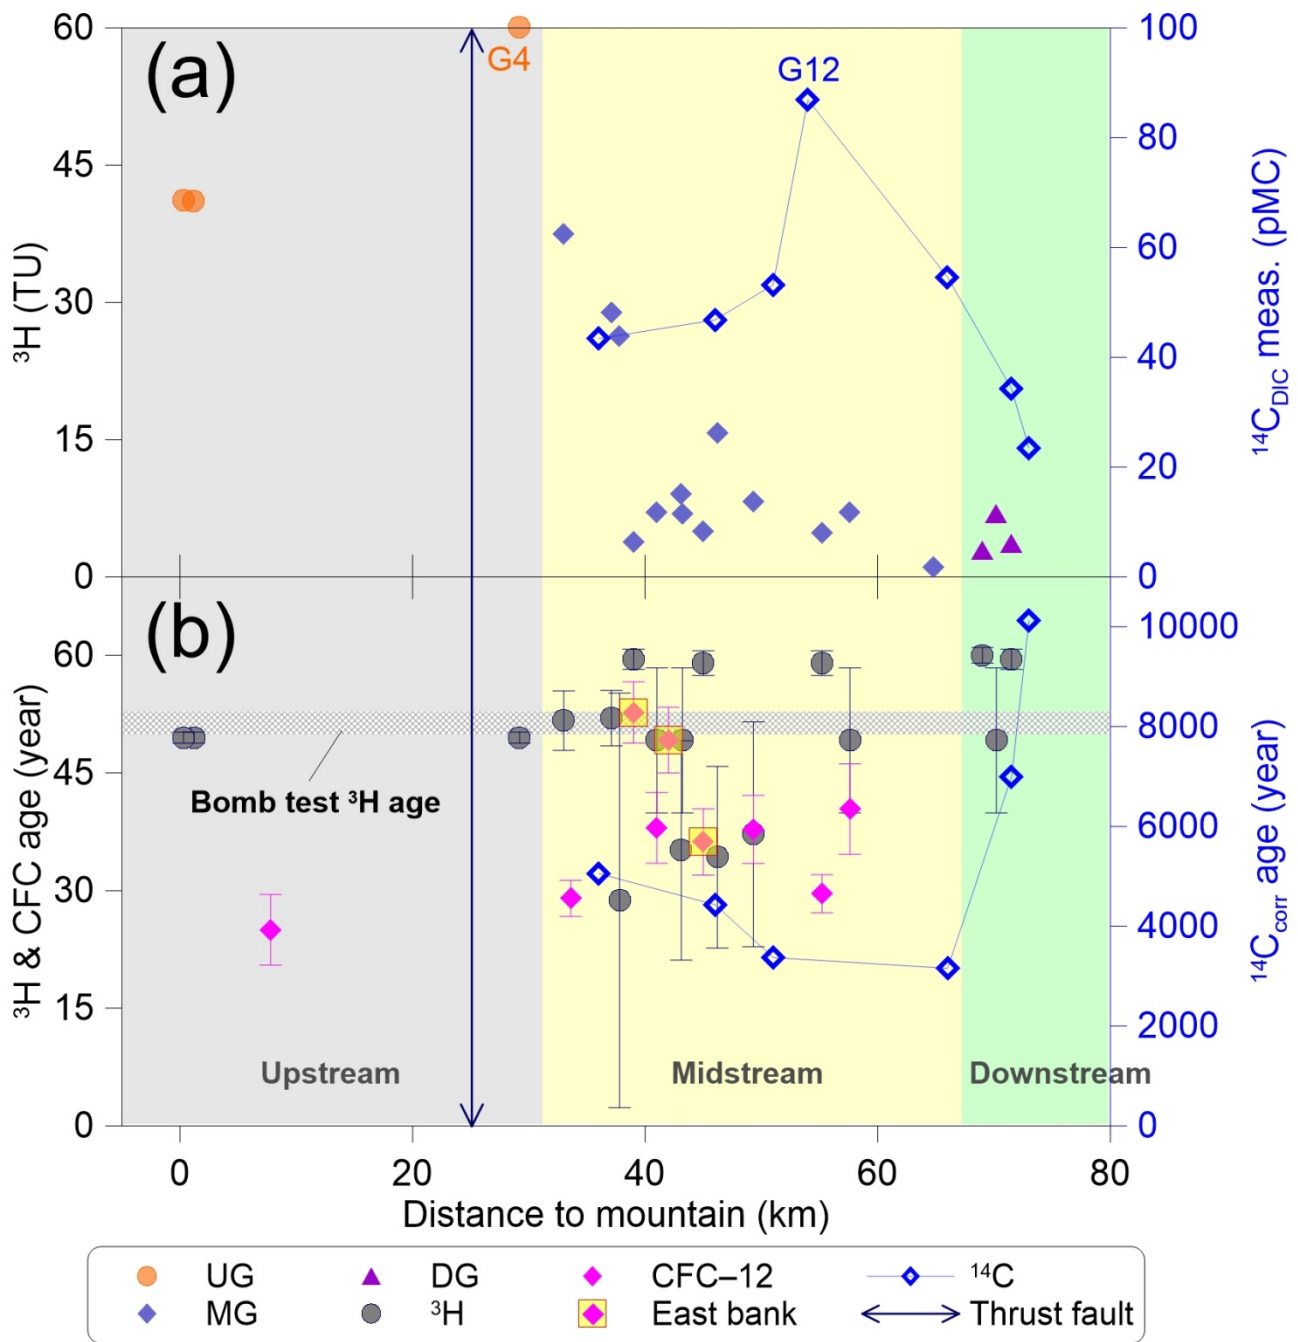 (a)
60
45
30
15
0
³H (TU)
G4
G12
100
80
60
40
20
0
¹⁴C_DIC meas. (pMC)
(b)
60
45
30
15
0
³H & CFC age (year)
Bomb test ³H age
Upstream
Midstream
Downstream
10000
8000
6000
4000
2000
0
¹⁴C_corr age (year)
0 20 40 60 80
Distance to mountain (km)
UG DG CFC–12 ¹⁴C
MG ³H East bank Thrust fault